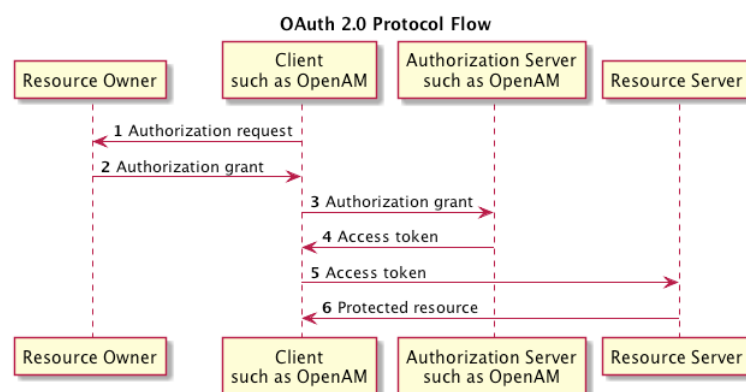 OAuth 2.0 Protocol Flow
Resource Owner
Client
such as OpenAM
Authorization Server
such as OpenAM
Resource Server
1 Authorization request
2 Authorization grant
3 Authorization grant
4 Access token
5 Access token
6 Protected resource
Resource Owner
Client
such as OpenAM
Authorization Server
such as OpenAM
Resource Server